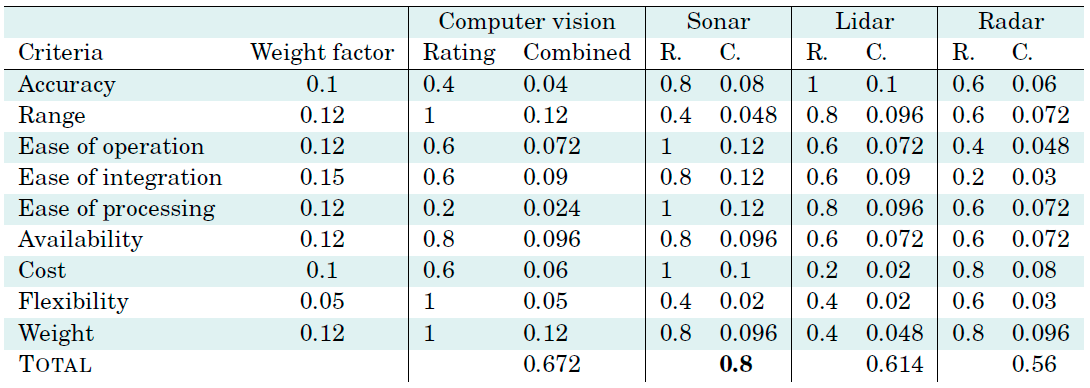 Computer vision Sonar Lidar Radar
Criteria Weight factor Rating Combined R. C. R. C. R. C.
Accuracy 0.1 0.4 0.04 0.8 0.08 1 0.1 0.6 0.06
Range 0.12 1 0.12 0.4 0.048 0.8 0.096 0.6 0.072
Ease of operation 0.12 0.6 0.072 1 0.12 0.6 0.072 0.4 0.048
Ease of integration 0.15 0.6 0.09 0.8 0.12 0.6 0.09 0.2 0.03
Ease of processing 0.12 0.2 0.024 1 0.12 0.8 0.096 0.6 0.072
Availability 0.12 0.8 0.096 0.8 0.096 0.6 0.072 0.6 0.072
Cost 0.1 0.6 0.06 1 0.1 0.2 0.02 0.8 0.08
Flexibility 0.05 1 0.05 0.4 0.02 0.4 0.02 0.6 0.03
Weight 0.12 1 0.12 0.8 0.096 0.4 0.048 0.8 0.096
TOTAL 0.672 0.8 0.614 0.56